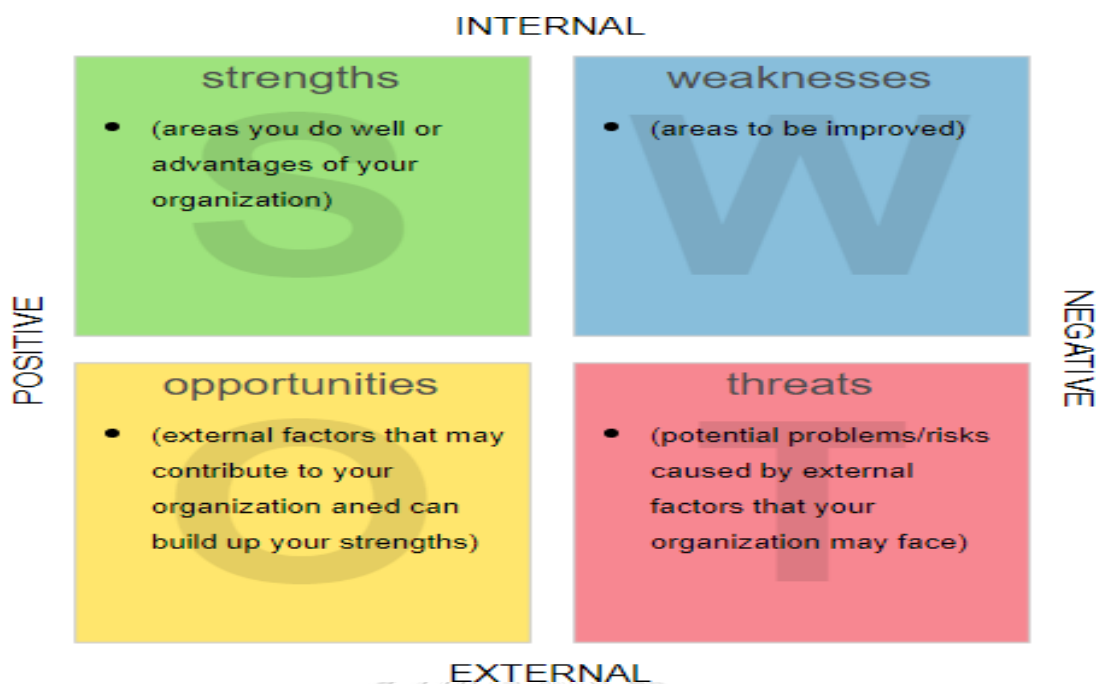 INTERNAL
strengths
• (areas you do well or
advantages of your
organization)
S
weaknesses
• (areas to be improved)
W
POSITIVE
NEGATIVE
opportunities
• (external factors that may
contribute to your
organization aned can
build up your strengths)
O
threats
• (potential problems/risks
caused by external
factors that your
organization may face)
T
EXTERNAL